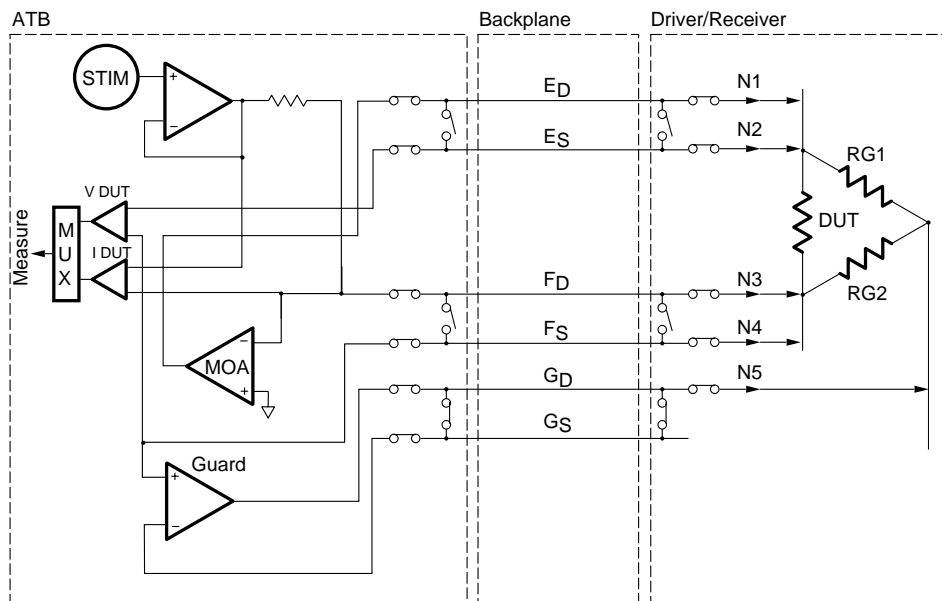 ATB
Backplane
Driver/Receiver
STIM
+
−
ED
N1
ES
N2
RG1
V DUT
DUT
Measure
MUX
I DUT
FD
N3
RG2
−
FS
N4
MOA
+
GD
N5
GS
Guard
+
−